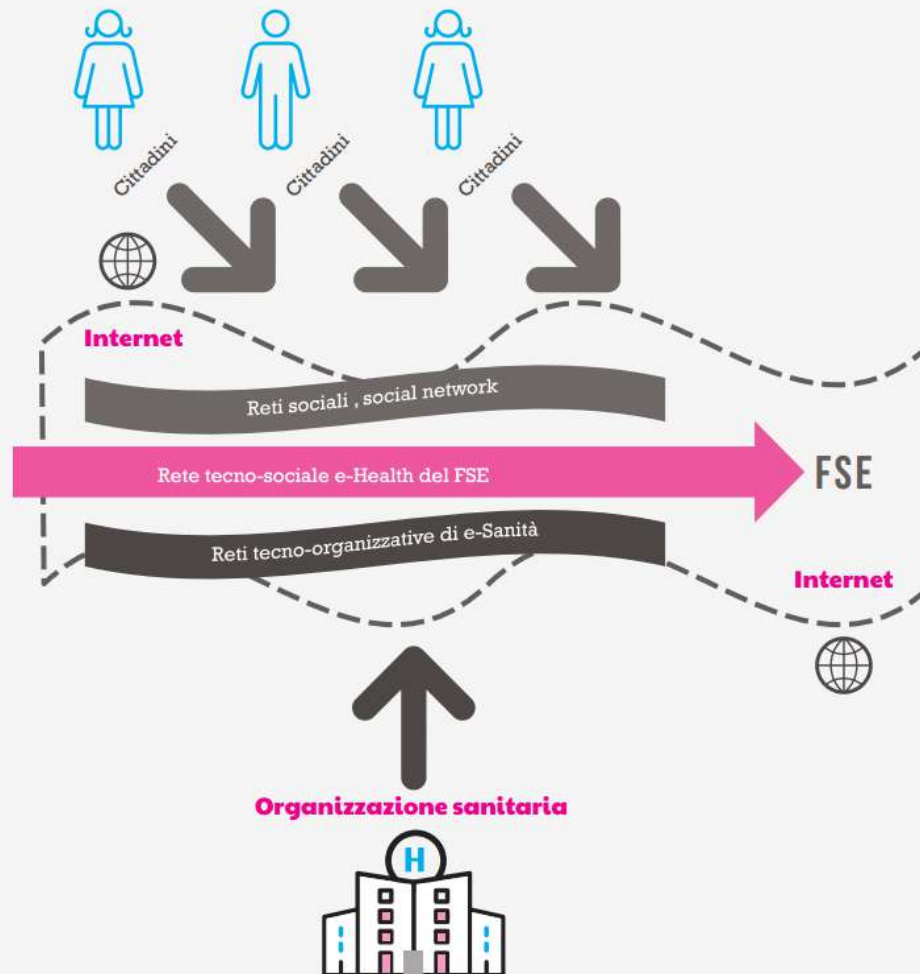 Cittadini
Cittadini
Cittadini
Internet
Reti sociali , social network
Rete tecno-sociale e-Health del FSE
FSE
Reti tecno-organizzative di e-Sanità
Internet
Organizzazione sanitaria
H